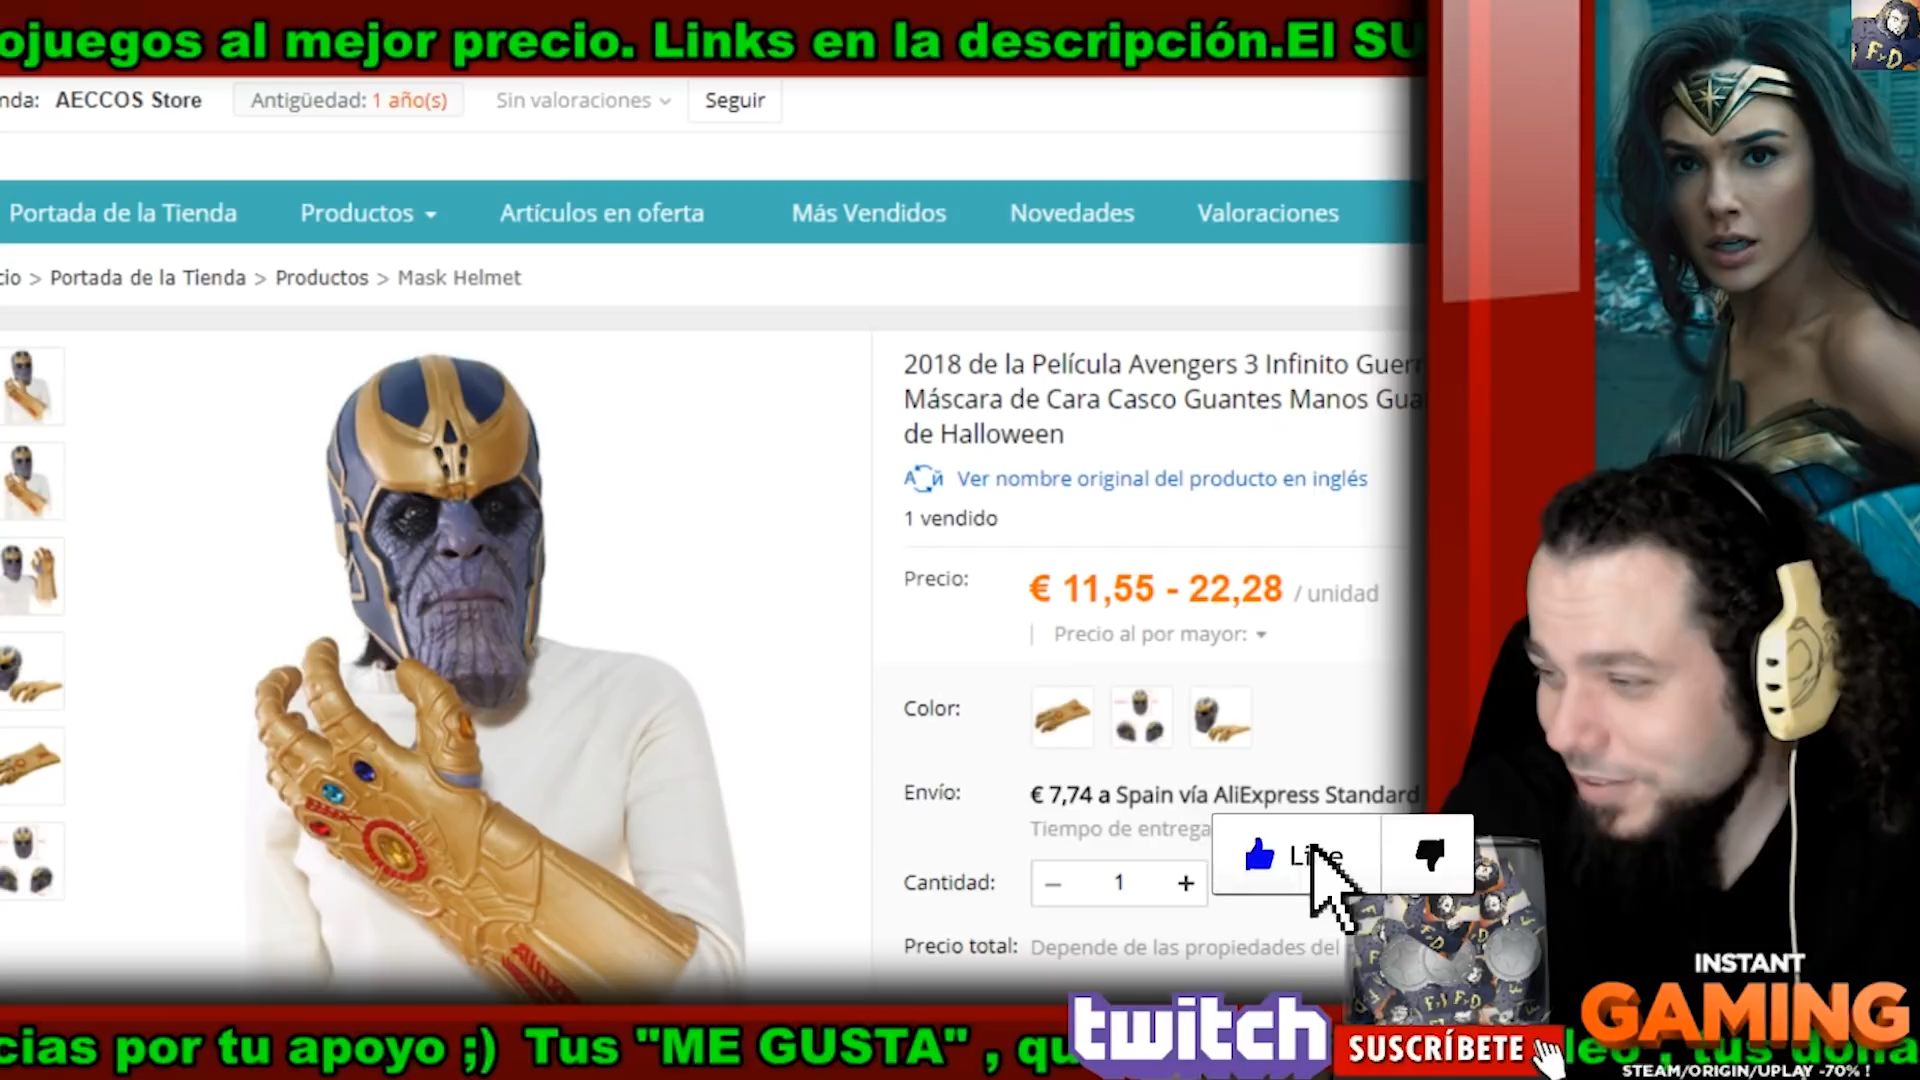 ojuegos al mejor precio. Links en la descripción.El SU
nda: AECCOS Store Antigüedad: 1 año(s) Sin valoraciones Seguir
Portada de la Tienda Productos Artículos en oferta Más Vendidos Novedades Valoraciones
cio > Portada de la Tienda > Productos > Mask Helmet
2018 de la Película Avengers 3 Infinito Guerr
Máscara de Cara Casco Guantes Manos Gua
de Halloween
Ver nombre original del producto en inglés
1 vendido
Precio: € 11,55 - 22,28 / unidad
Precio al por mayor:
Color:
Envío: € 7,74 a Spain vía AliExpress Standard
Tiempo de entrega
Like
Cantidad: – 1 +
Precio total: Depende de las propiedades del
FyD
INSTANT
GAMING
STEAM/ORIGIN/UPLAY -70% !
cias por tu apoyo ;) Tus "ME GUSTA" , qu
twitch
SUSCRÍBETE
leo , tus dona